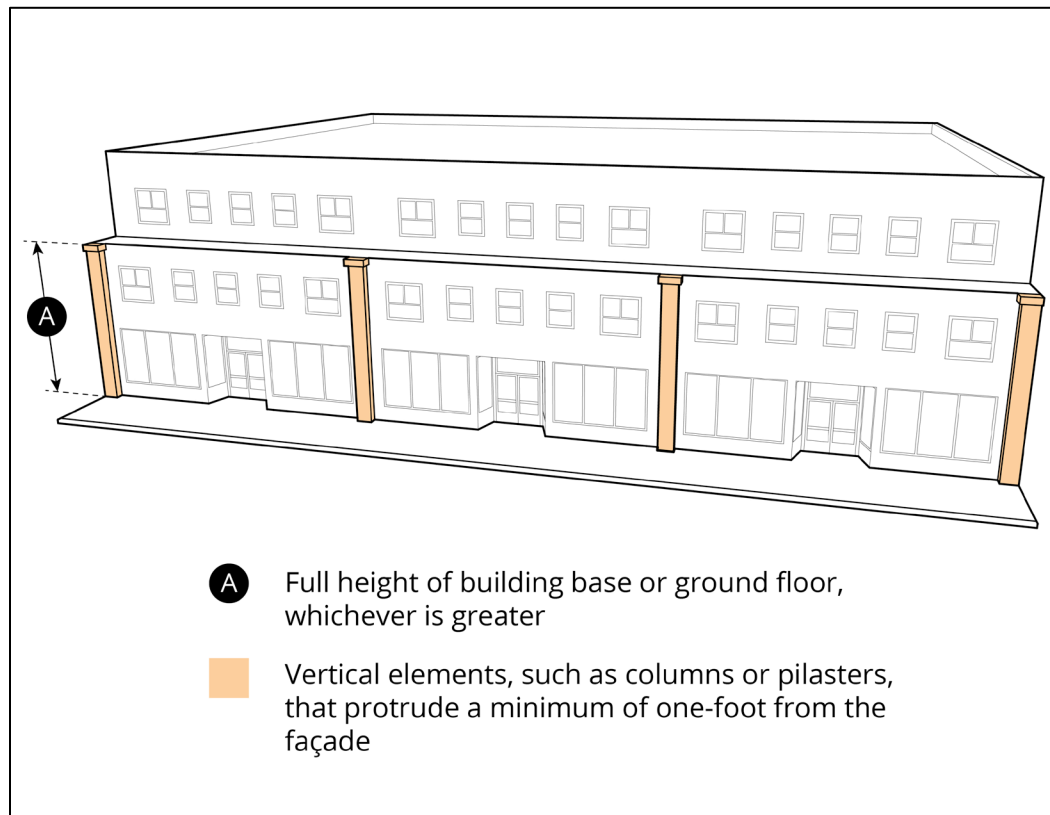 A
A Full height of building base or ground floor,
whichever is greater
Vertical elements, such as columns or pilasters,
that protrude a minimum of one-foot from the
façade